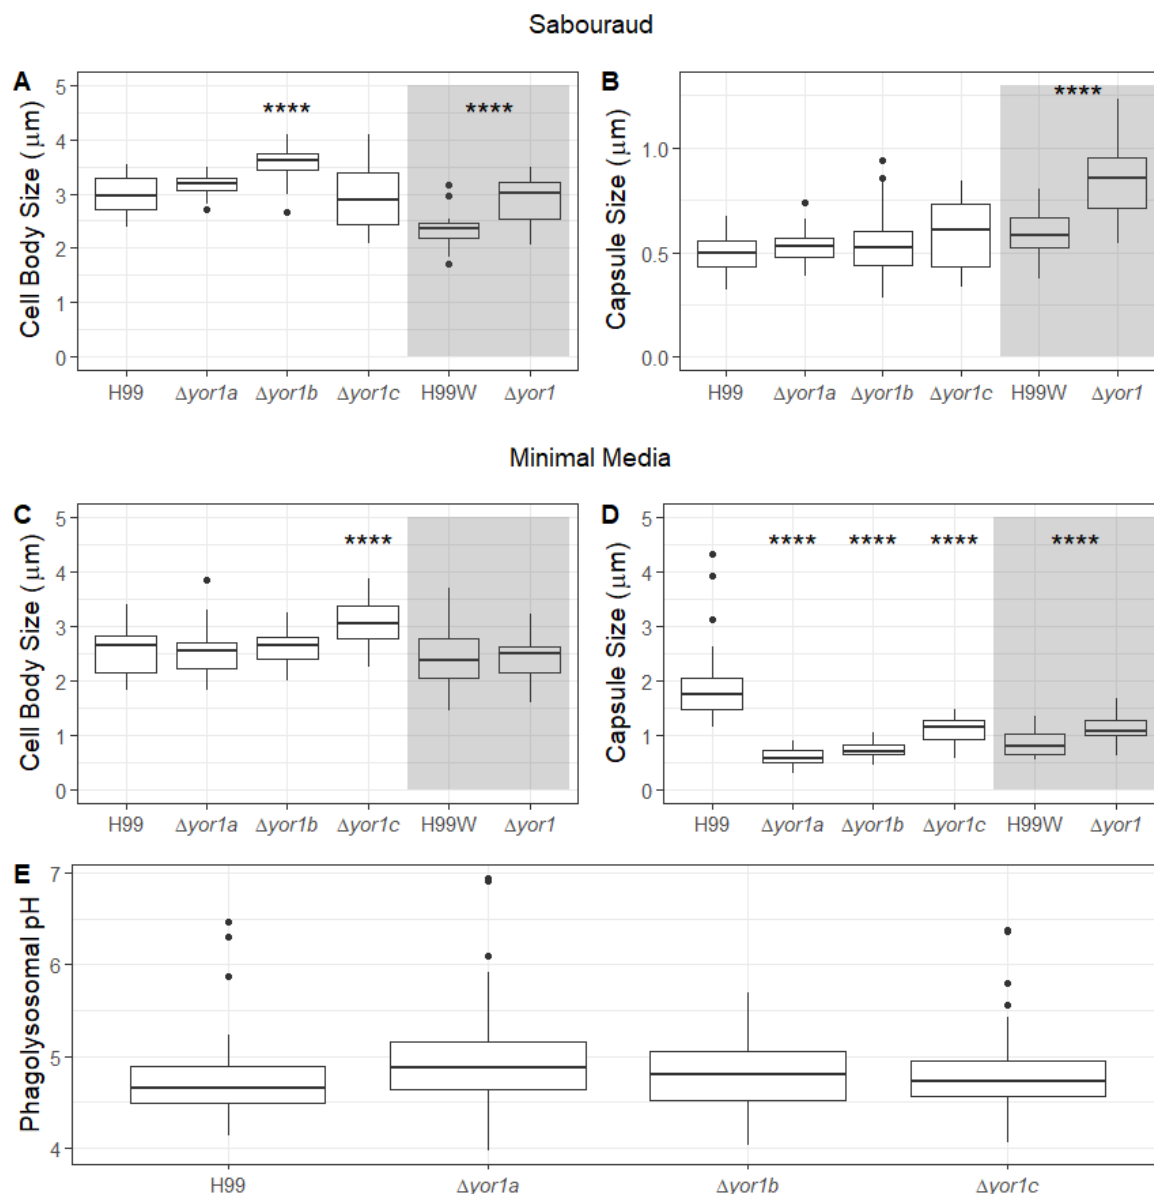 Sabouraud
A
B
Cell Body Size (μm)
5
4
3
2
1
0
****
****
H99 Δyor1a Δyor1b Δyor1c H99W Δyor1
Capsule Size (μm)
1.0
0.5
0.0
****
H99 Δyor1a Δyor1b Δyor1c H99W Δyor1
Minimal Media
C
D
Cell Body Size (μm)
5
4
3
2
1
0
****
H99 Δyor1a Δyor1b Δyor1c H99W Δyor1
Capsule Size (μm)
5
4
3
2
1
0
**** **** **** ****
H99 Δyor1a Δyor1b Δyor1c H99W Δyor1
E
Phagolysosomal pH
7
6
5
4
H99 Δyor1a Δyor1b Δyor1c